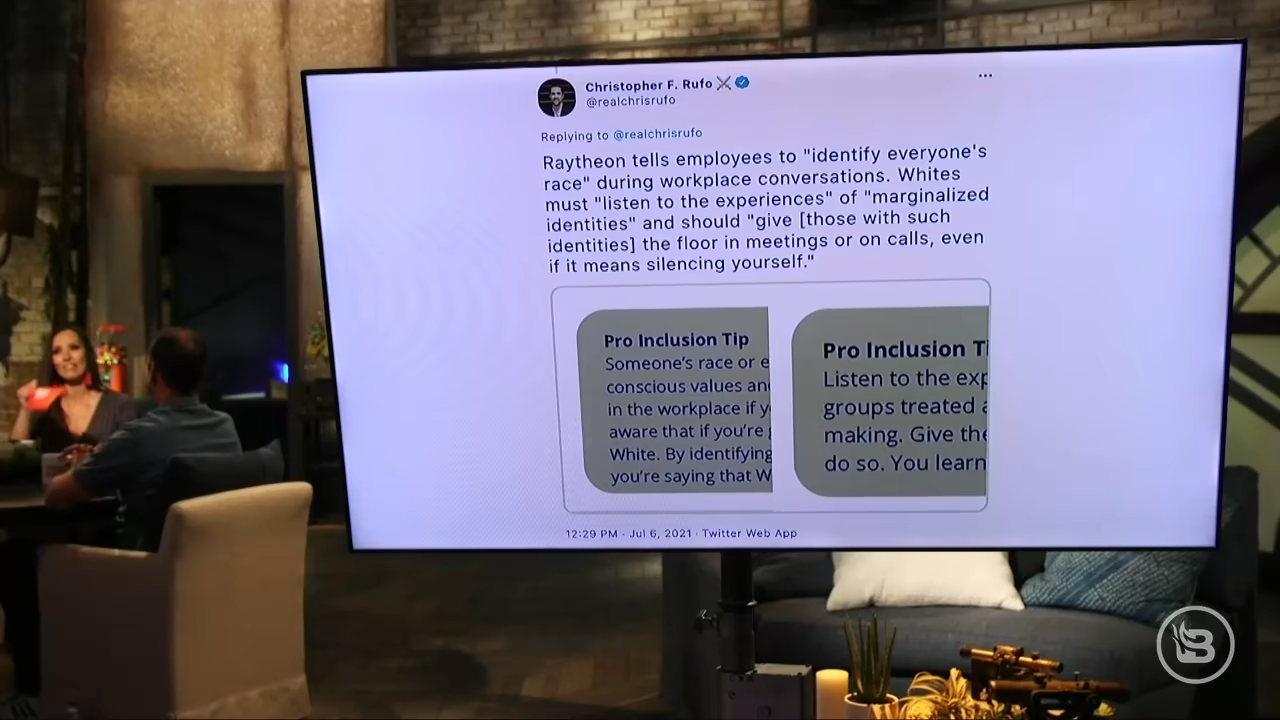 Christopher F. Rufo
@realchrisrufo
Replying to @realchrisrufo
Raytheon tells employees to "identify everyone's
race" during workplace conversations. Whites
must "listen to the experiences" of "marginalized
identities" and should "give [those with such
identities] the floor in meetings or on calls, even
if it means silencing yourself."
Pro Inclusion Tip
Someone's race or e
conscious values an
in the workplace if y
aware that if you're
White. By identifying
you're saying that W
Pro Inclusion Ti
Listen to the exp
groups treated a
making. Give the
do so. You learn
12:29 PM · Jul 6, 2021 · Twitter Web App
B